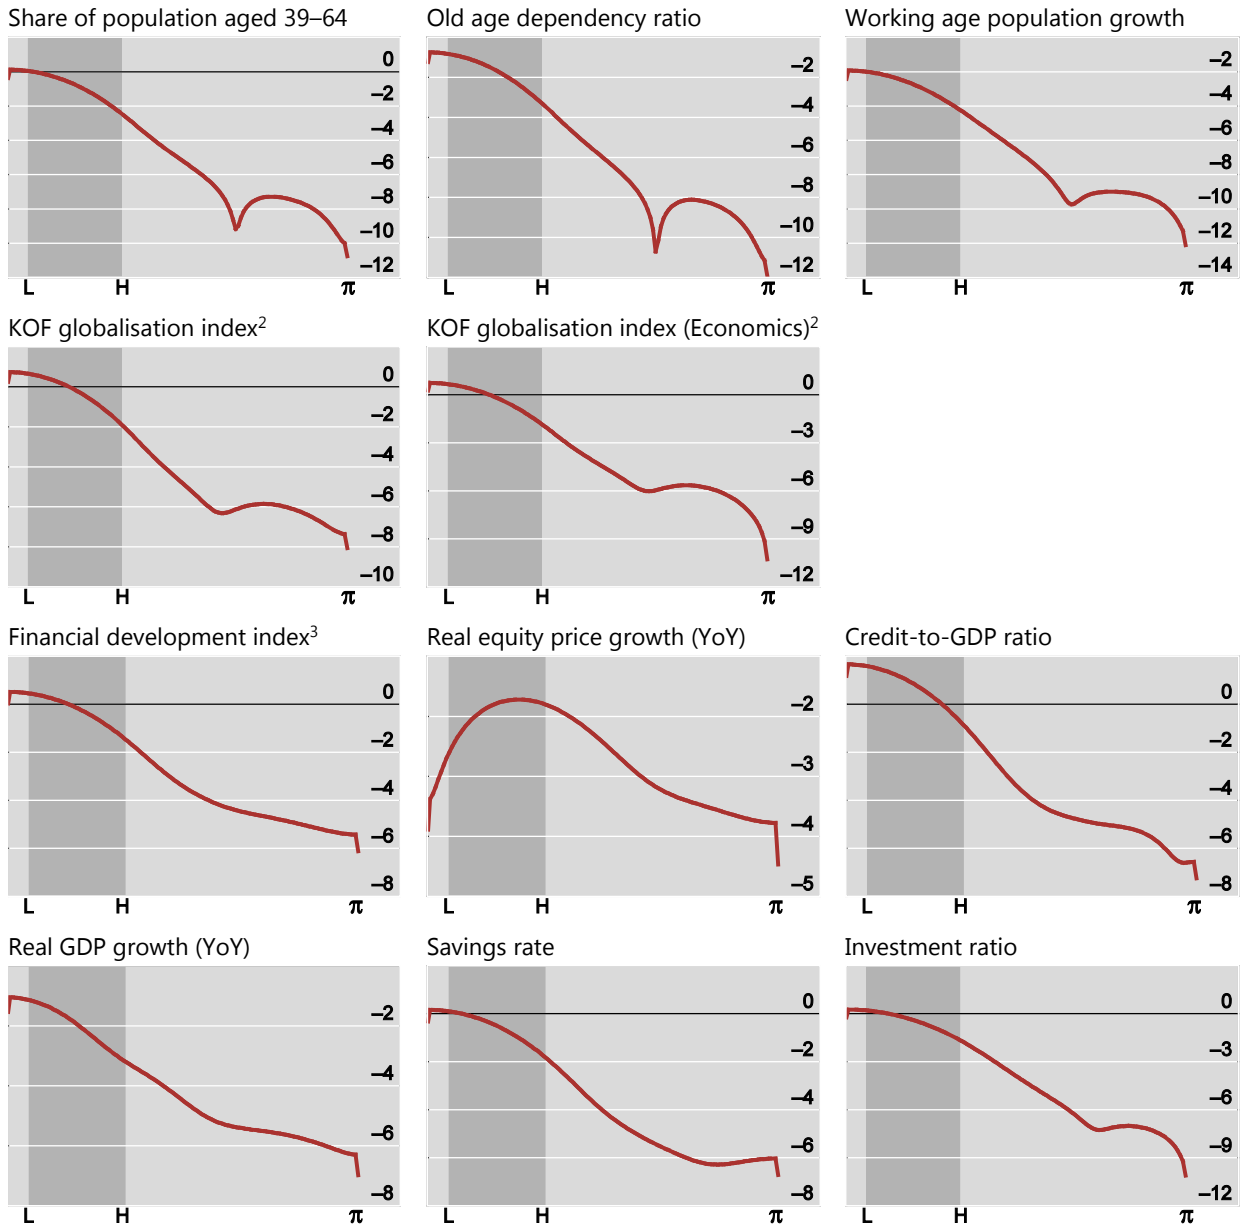 Share of population aged 39–64
Old age dependency ratio
Working age population growth
0
–2
–4
–6
–8
–10
–12
L H π
–2
–4
–6
–8
–10
–12
L H π
–2
–4
–6
–8
–10
–12
–14
L H π
KOF globalisation index²
KOF globalisation index (Economics)²
0
–2
–4
–6
–8
–10
L H π
0
–3
–6
–9
–12
L H π
Financial development index³
Real equity price growth (YoY)
Credit-to-GDP ratio
0
–2
–4
–6
–8
L H π
–2
–3
–4
–5
L H π
0
–2
–4
–6
–8
L H π
Real GDP growth (YoY)
Savings rate
Investment ratio
–2
–4
–6
–8
L H π
0
–2
–4
–6
–8
L H π
0
–3
–6
–9
–12
L H π